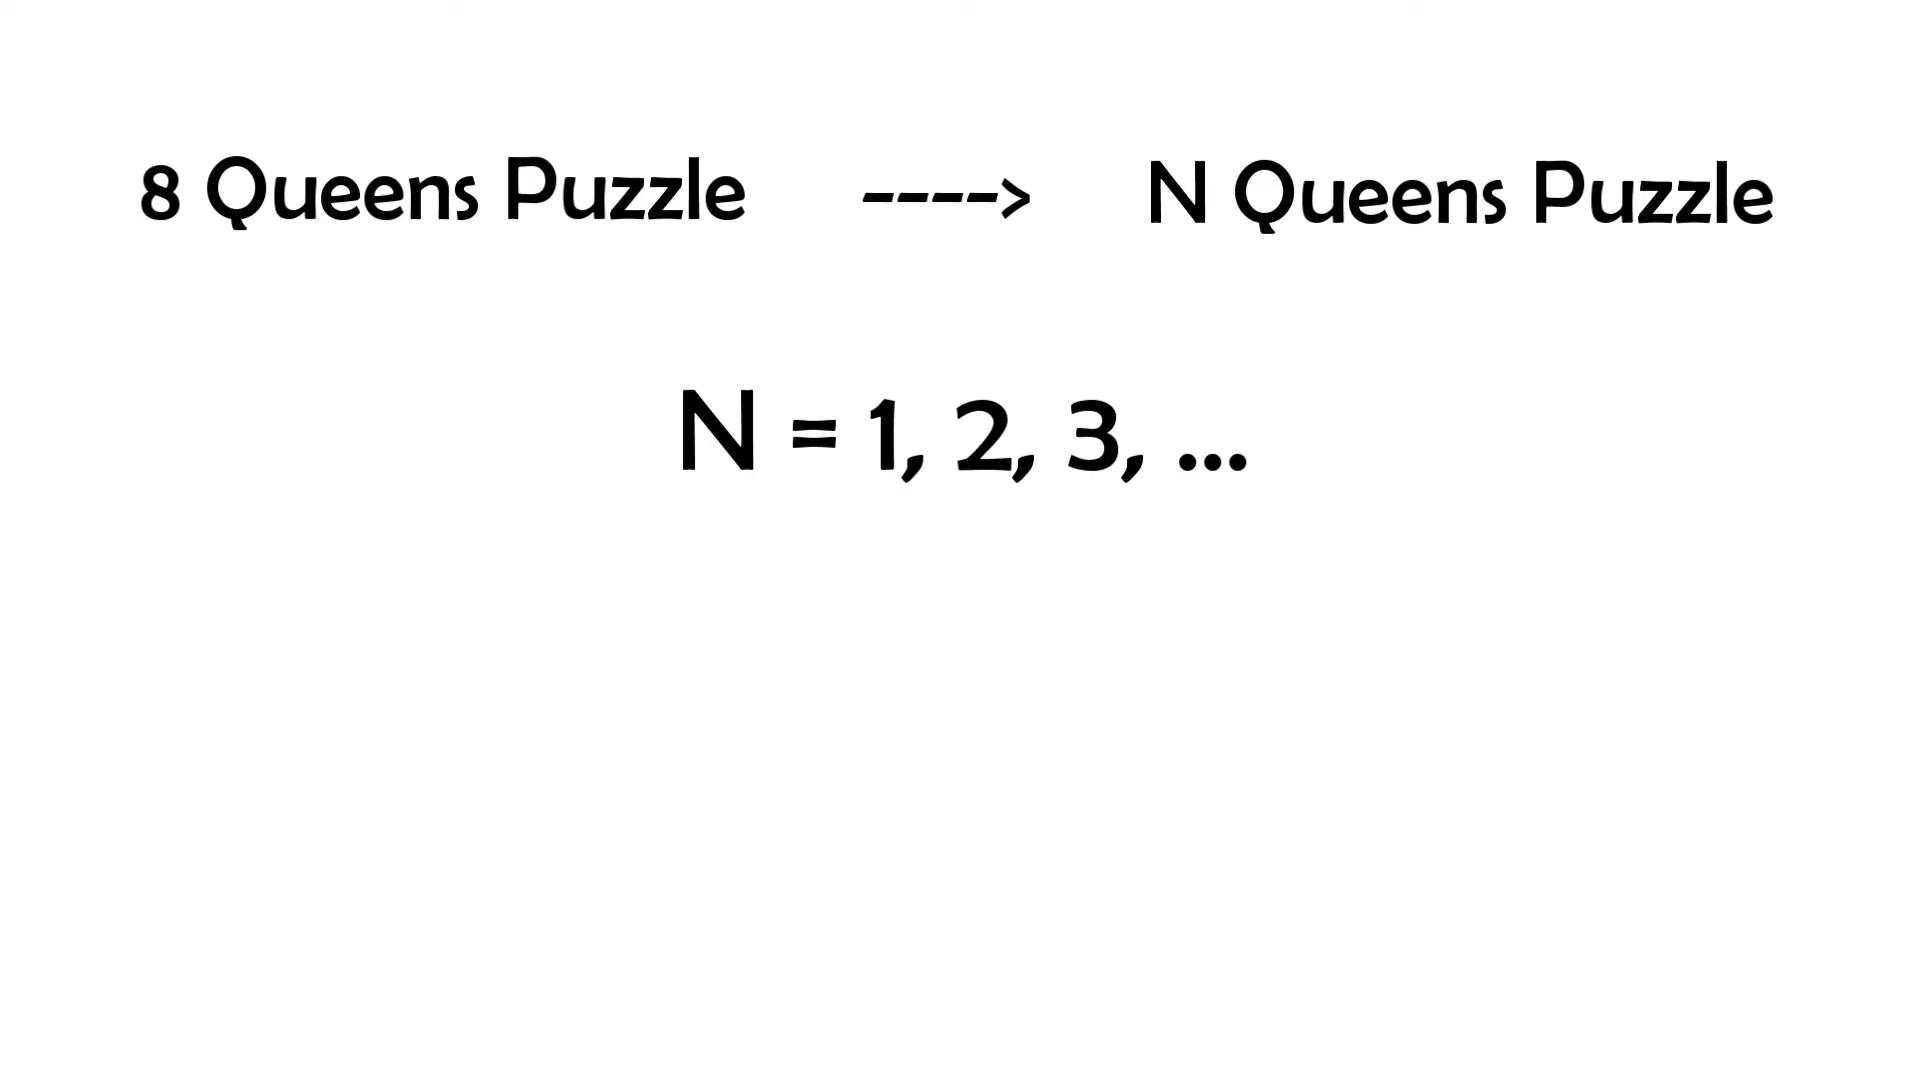 8 Queens Puzzle ----> N Queens Puzzle
N = 1, 2, 3, ...